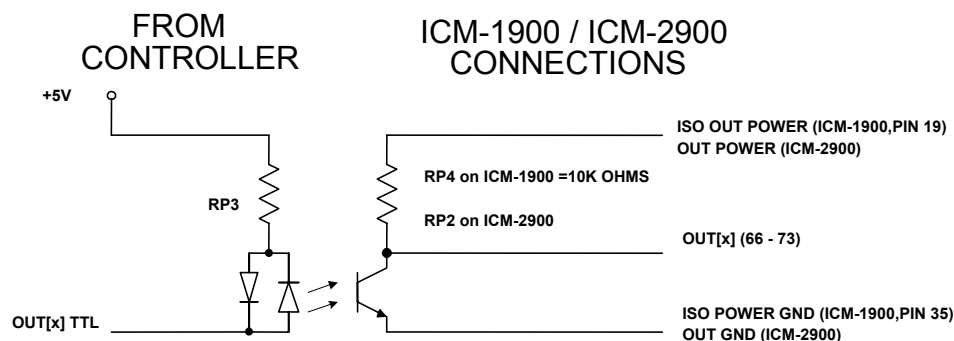 FROM
CONTROLLER
ICM-1900 / ICM-2900
CONNECTIONS
+5V
ISO OUT POWER (ICM-1900,PIN 19)
OUT POWER (ICM-2900)
RP4 on ICM-1900 =10K OHMS
RP3
RP2 on ICM-2900
OUT[x] (66 - 73)
OUT[x] TTL
ISO POWER GND (ICM-1900,PIN 35)
OUT GND (ICM-2900)